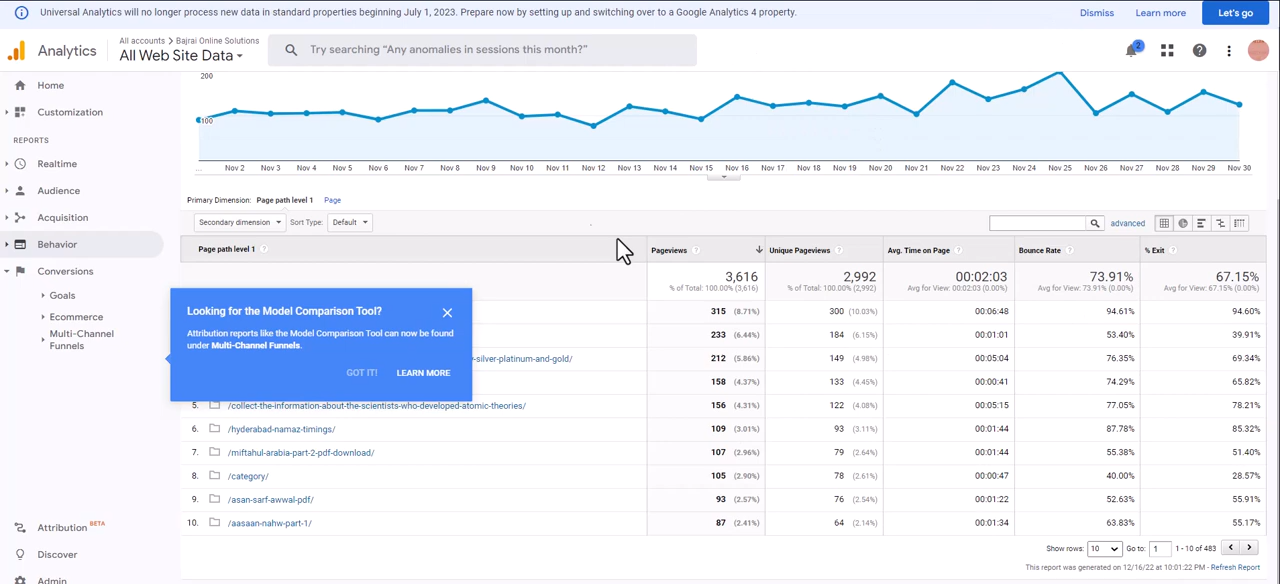 Universal Analytics will no longer process new data in standard properties beginning July 1, 2023. Prepare now by setting up and switching over to a Google Analytics 4 property.
Dismiss
Learn more
Let's go
Analytics
All accounts > Bajrai Online Solutions
All Web Site Data
Try searching “Any anomalies in sessions this month?”
2
Home
Customization
REPORTS
Realtime
Audience
Acquisition
Behavior
Conversions
Goals
Ecommerce
Multi-Channel
Funnels
Attribution BETA
Discover
Admin
200
100
... Nov 2 Nov 3 Nov 4 Nov 5 Nov 6 Nov 7 Nov 8 Nov 9 Nov 10 Nov 11 Nov 12 Nov 13 Nov 14 Nov 15 Nov 16 Nov 17 Nov 18 Nov 19 Nov 20 Nov 21 Nov 22 Nov 23 Nov 24 Nov 25 Nov 26 Nov 27 Nov 28 Nov 29 Nov 30
Primary Dimension: Page path level 1 Page
Secondary dimension Sort Type: Default
advanced
Page path level 1 Pageviews Unique Pageviews Avg. Time on Page Bounce Rate % Exit
3,616 2,992 00:02:03 73.91% 67.15%
% of Total: 100.00% (3,616) % of Total: 100.00% (2,992) Avg for View: 00:02:03 (0.00%) Avg for View: 73.91% (0.00%) Avg for View: 67.15% (0.00%)
315 (8.71%) 300 (10.03%) 00:06:48 94.61% 94.60%
233 (6.44%) 184 (6.15%) 00:01:01 53.40% 39.91%
y-silver-platinum-and-gold/ 212 (5.86%) 149 (4.98%) 00:05:04 76.35% 69.34%
158 (4.37%) 133 (4.45%) 00:00:41 74.29% 65.82%
5. /collect-the-information-about-the-scientists-who-developed-atomic-theories/ 156 (4.31%) 122 (4.08%) 00:05:15 77.05% 78.21%
6. /hyderabad-namaz-timings/ 109 (3.01%) 93 (3.11%) 00:01:44 87.78% 85.32%
7. /miftahul-arabia-part-2-pdf-download/ 107 (2.96%) 79 (2.64%) 00:01:44 55.38% 51.40%
8. /category/ 105 (2.90%) 78 (2.61%) 00:00:47 40.00% 28.57%
9. /asan-sarf-awwal-pdf/ 93 (2.57%) 76 (2.54%) 00:01:22 52.63% 55.91%
10. /aasaan-nahw-part-1/ 87 (2.41%) 64 (2.14%) 00:01:34 63.83% 55.17%
Looking for the Model Comparison Tool?
Attribution reports like the Model Comparison Tool can now be found
under Multi-Channel Funnels.
GOT IT! LEARN MORE
Show rows: 10 Go to: 1 1 - 10 of 483
This report was generated on 12/16/22 at 10:01:22 PM - Refresh Report